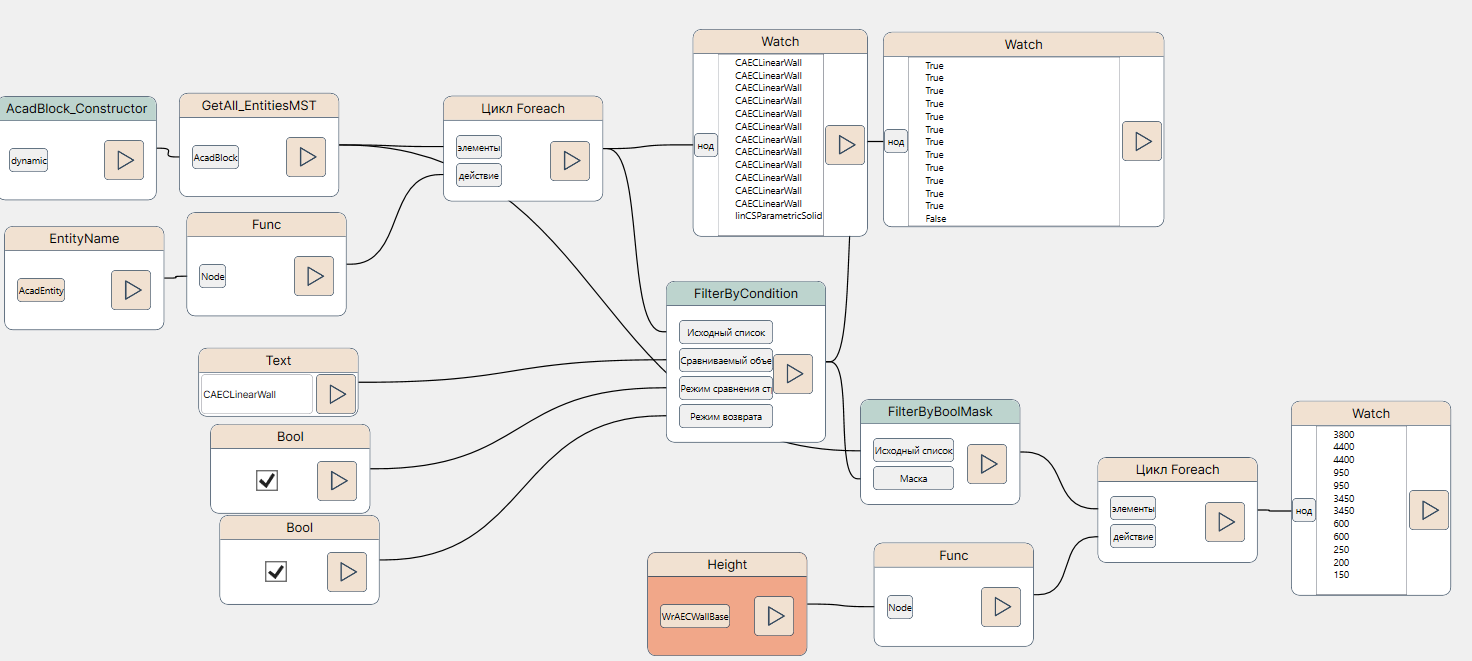 AcadBlock_Constructor
dynamic
GetAll_EntitiesMST
AcadBlock
Цикл Foreach
элементы
действие
Watch
нод
CAECLinearWall
CAECLinearWall
CAECLinearWall
CAECLinearWall
CAECLinearWall
CAECLinearWall
CAECLinearWall
CAECLinearWall
CAECLinearWall
CAECLinearWall
CAECLinearWall
CAECLinearWall
linCSParametricSolid
Watch
нод
True
True
True
True
True
True
True
True
True
True
True
True
False
EntityName
AcadEntity
Func
Node
FilterByCondition
Исходный список
Сравниваемый объе
Режим сравнения ст
Режим возврата
Text
CAECLinearWall
Bool
Bool
FilterByBoolMask
Исходный список
Маска
Цикл Foreach
элементы
действие
Watch
нод
3800
4400
4400
950
950
3450
3450
600
600
250
200
150
Height
WrAECWallBase
Func
Node